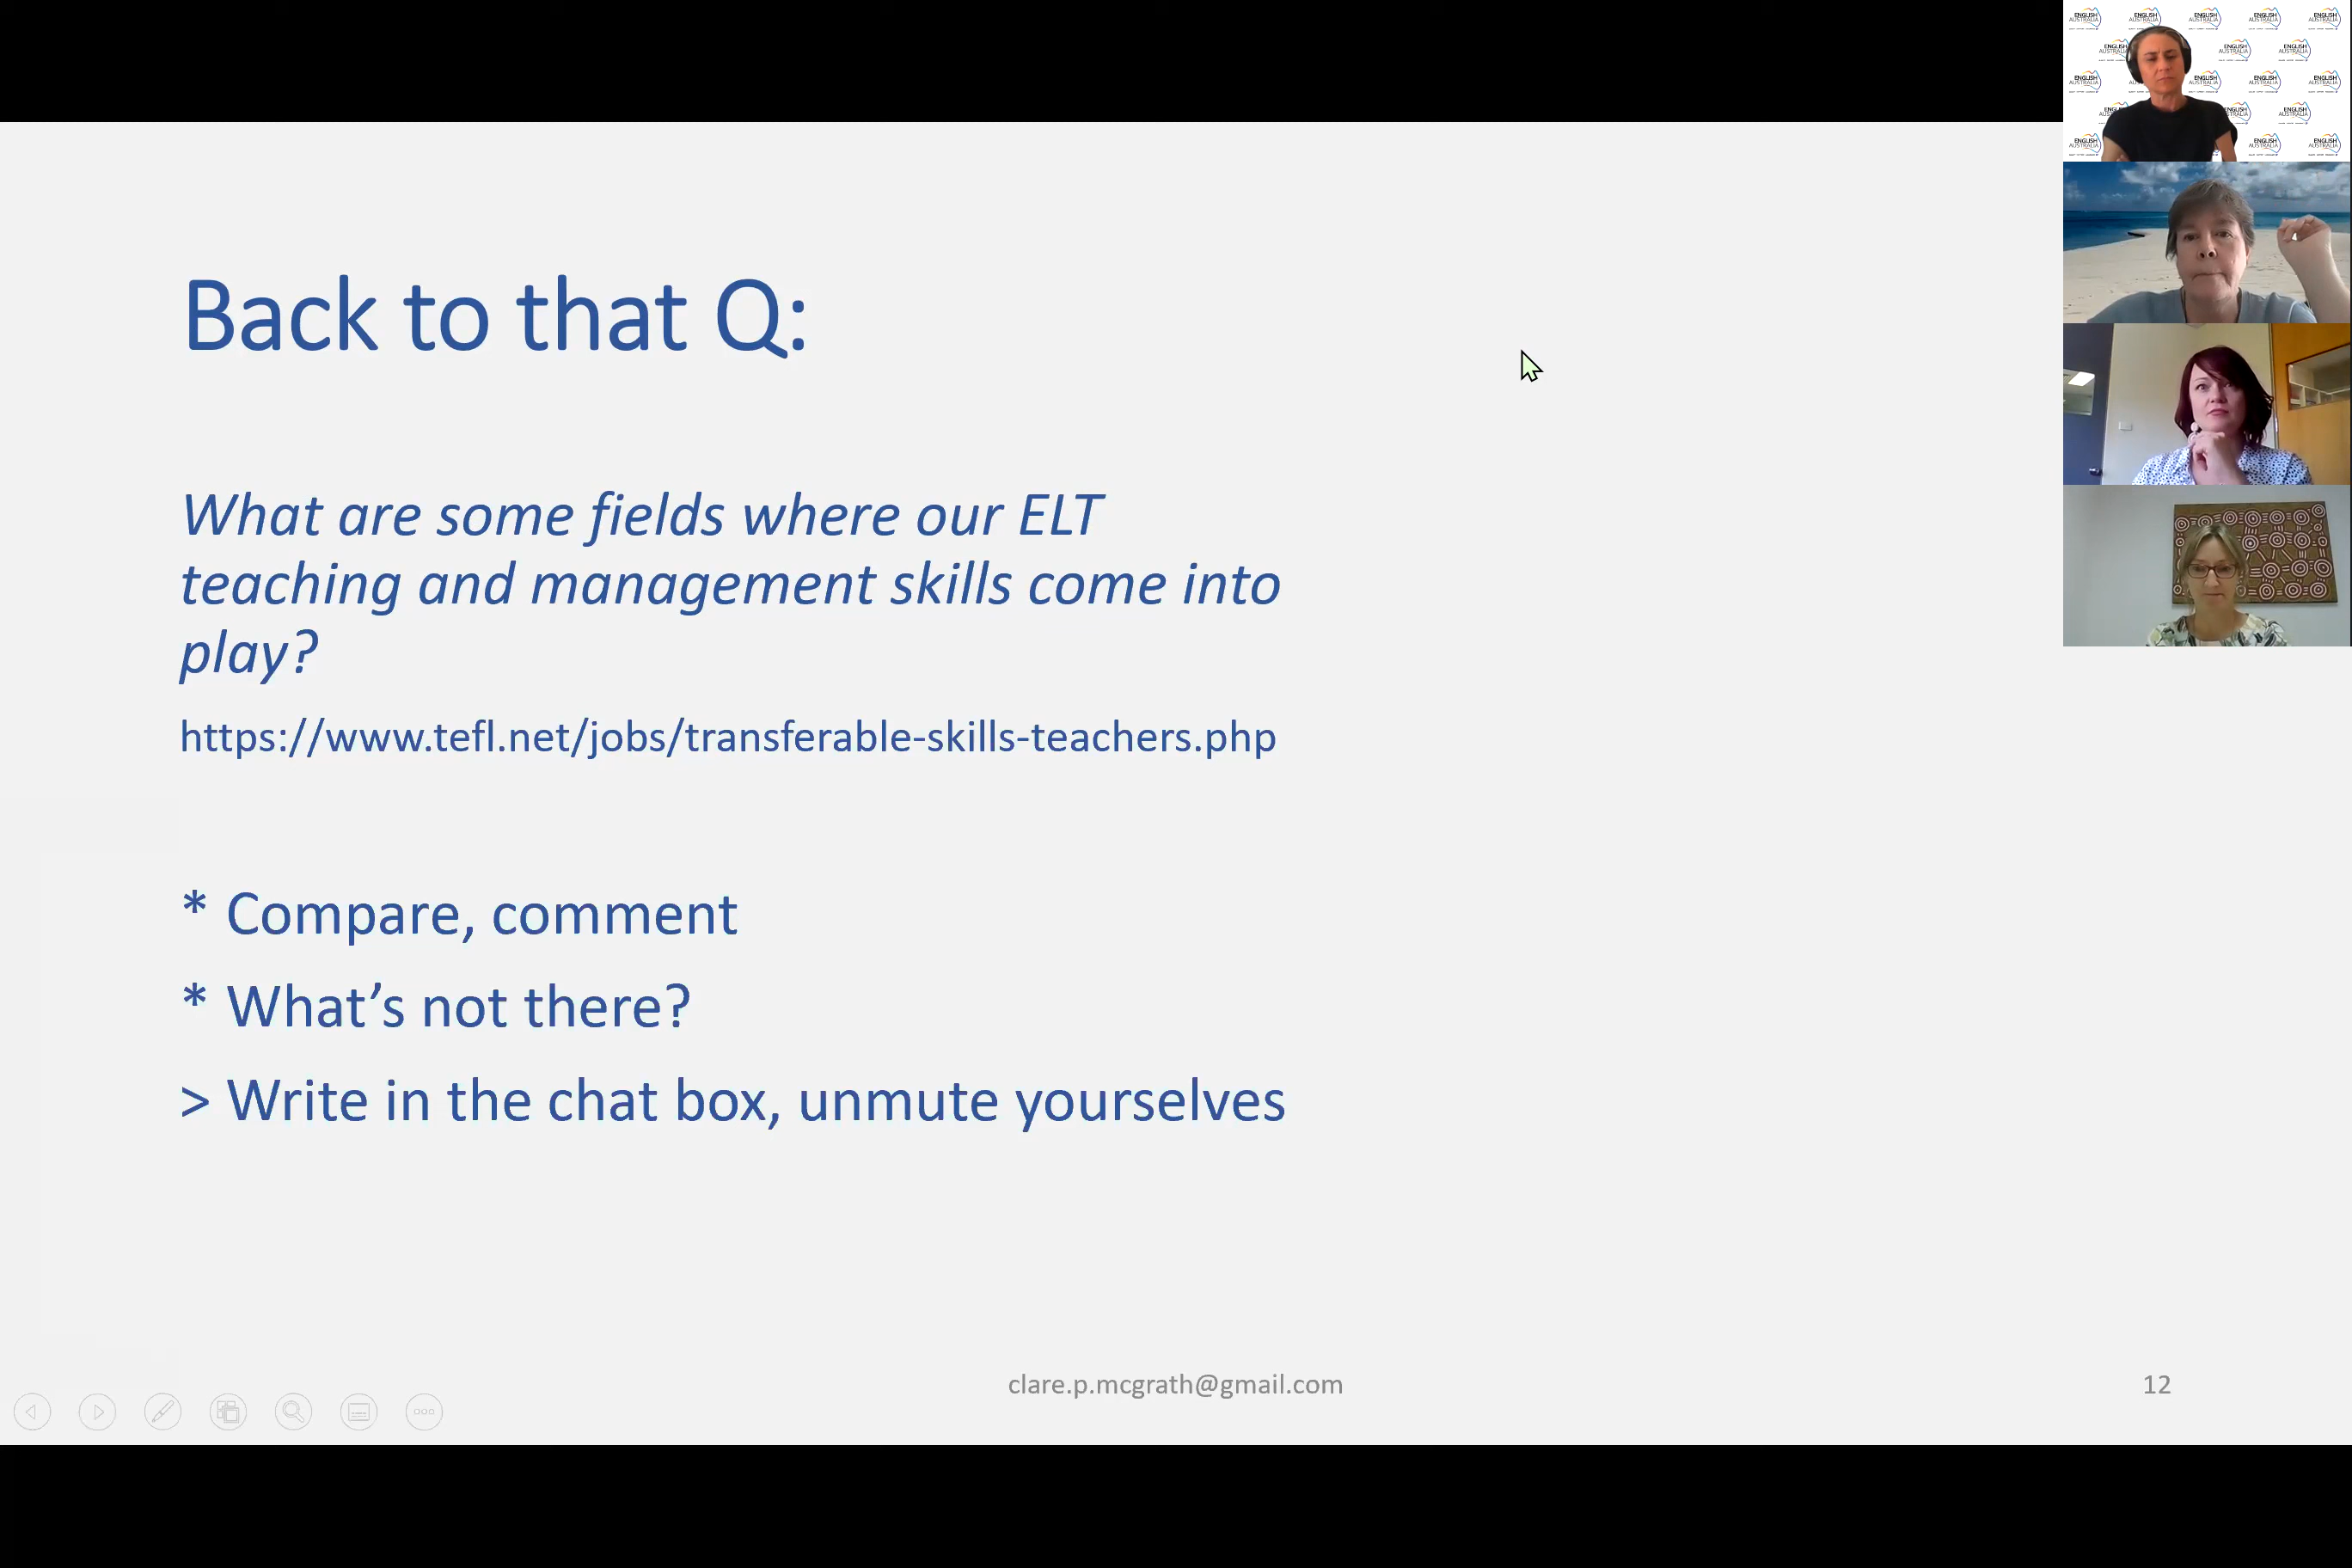 Back to that Q:
What are some fields where our ELT
teaching and management skills come into
play?
https://www.tefl.net/jobs/transferable-skills-teachers.php
* Compare, comment
* What’s not there?
> Write in the chat box, unmute yourselves
clare.p.mcgrath@gmail.com
12
ENGLISH
AUSTRALIA